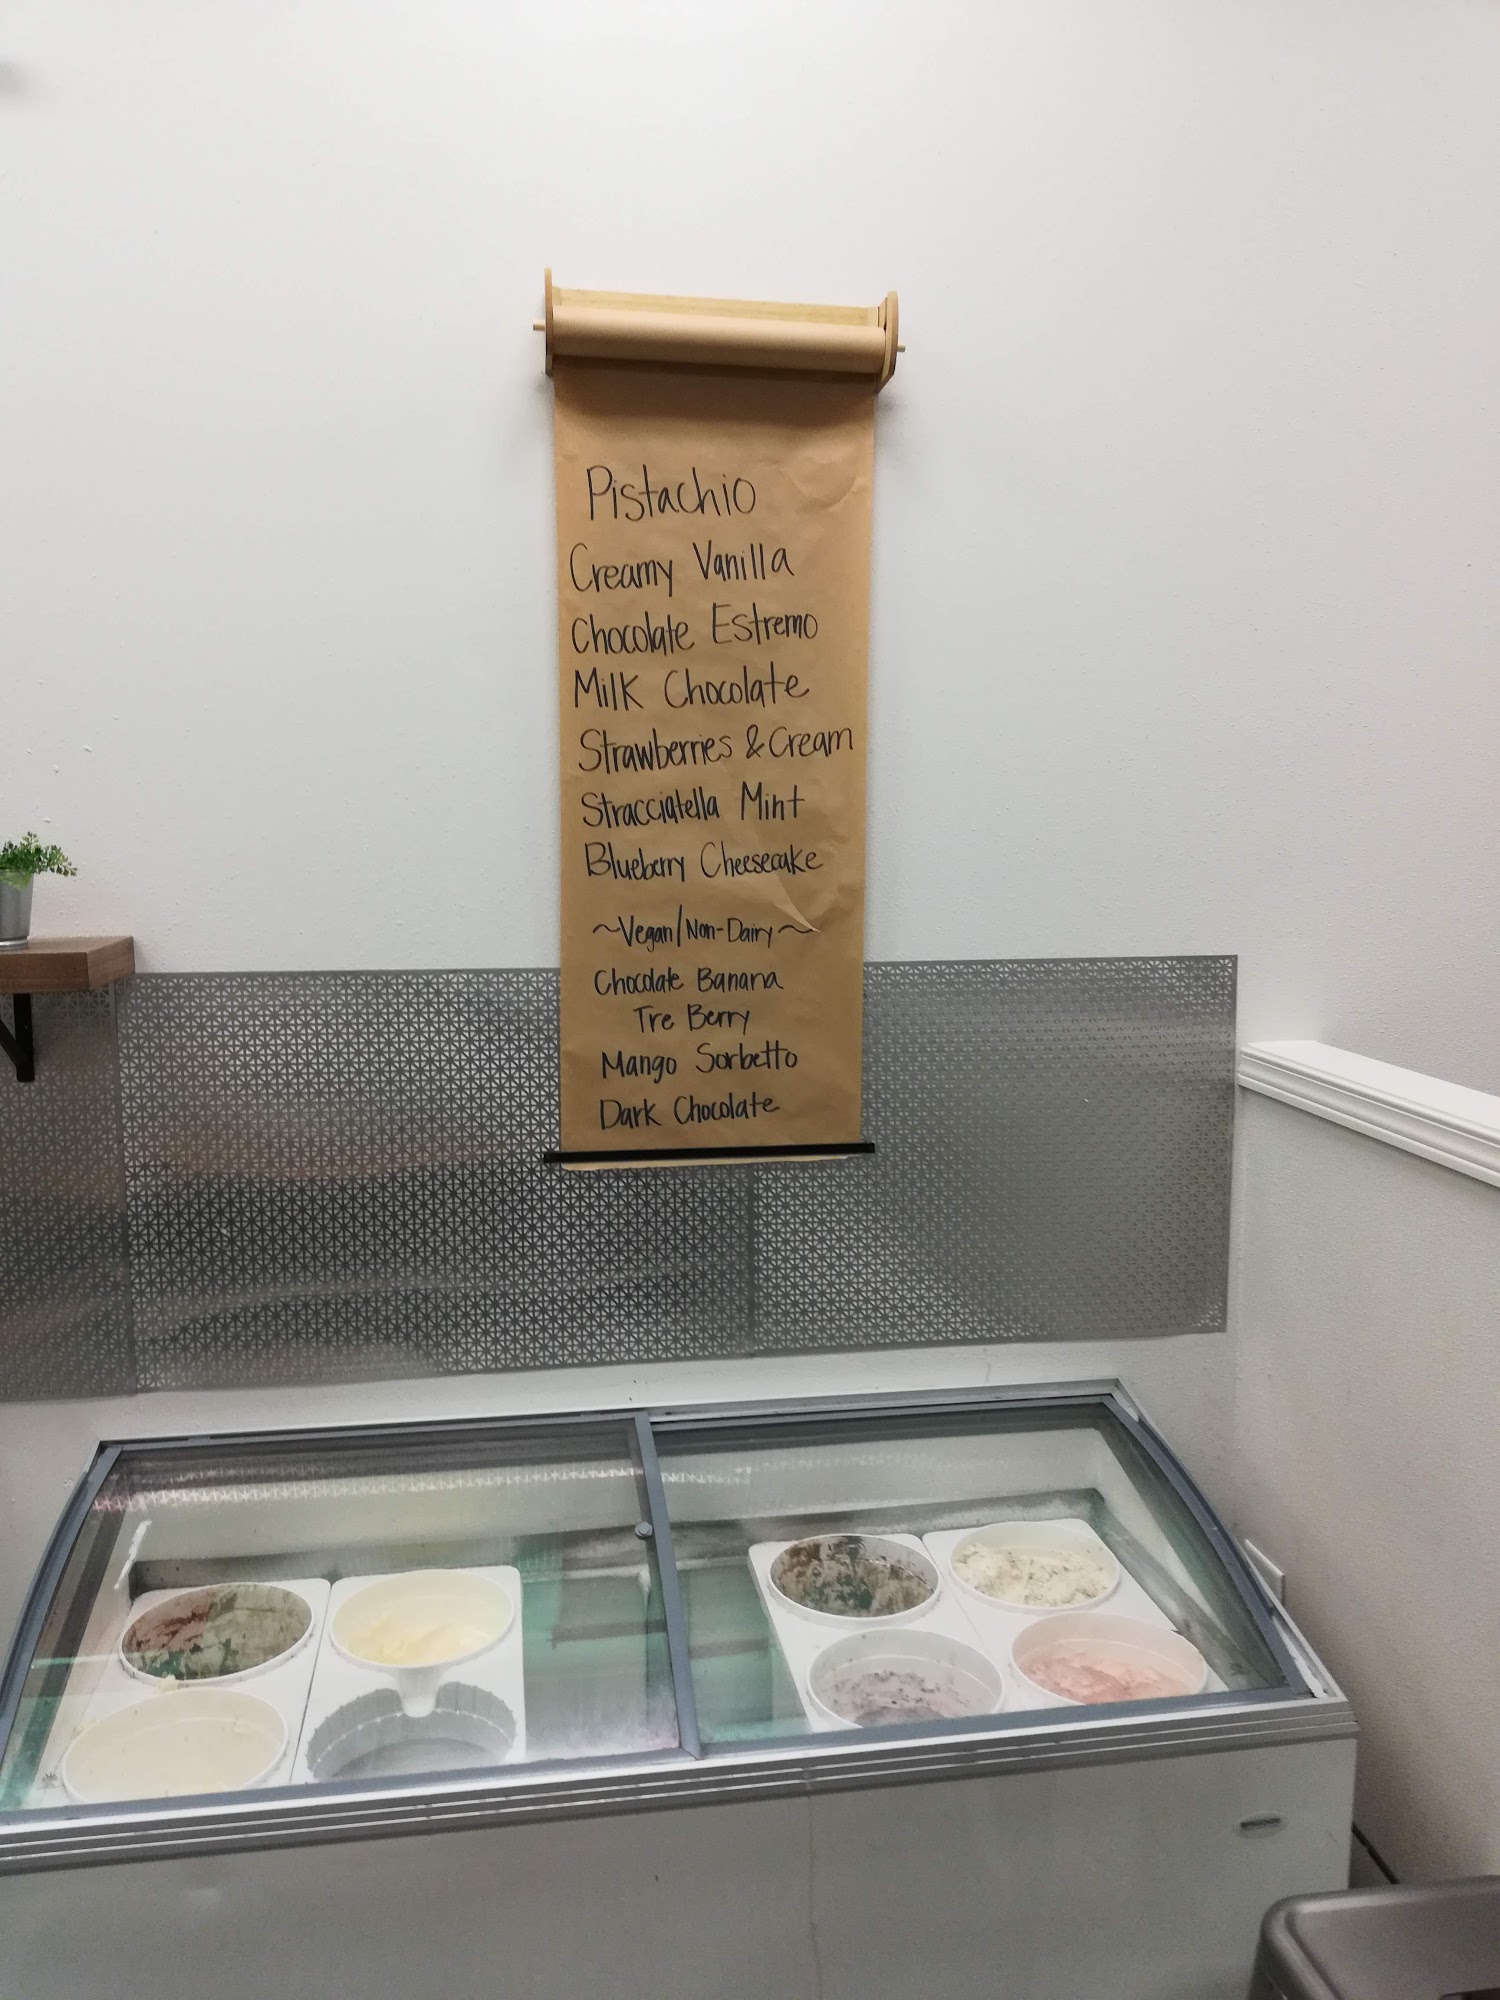 Pistachio
Creamy Vanilla
Chocolate Estremo
Milk Chocolate
Strawberries & Cream
Stracciatella Mint
Blueberry Cheesecake
~Vegan/Non-Dairy~
Chocolate Banana
Tre Berry
Mango Sorbetto
Dark Chocolate